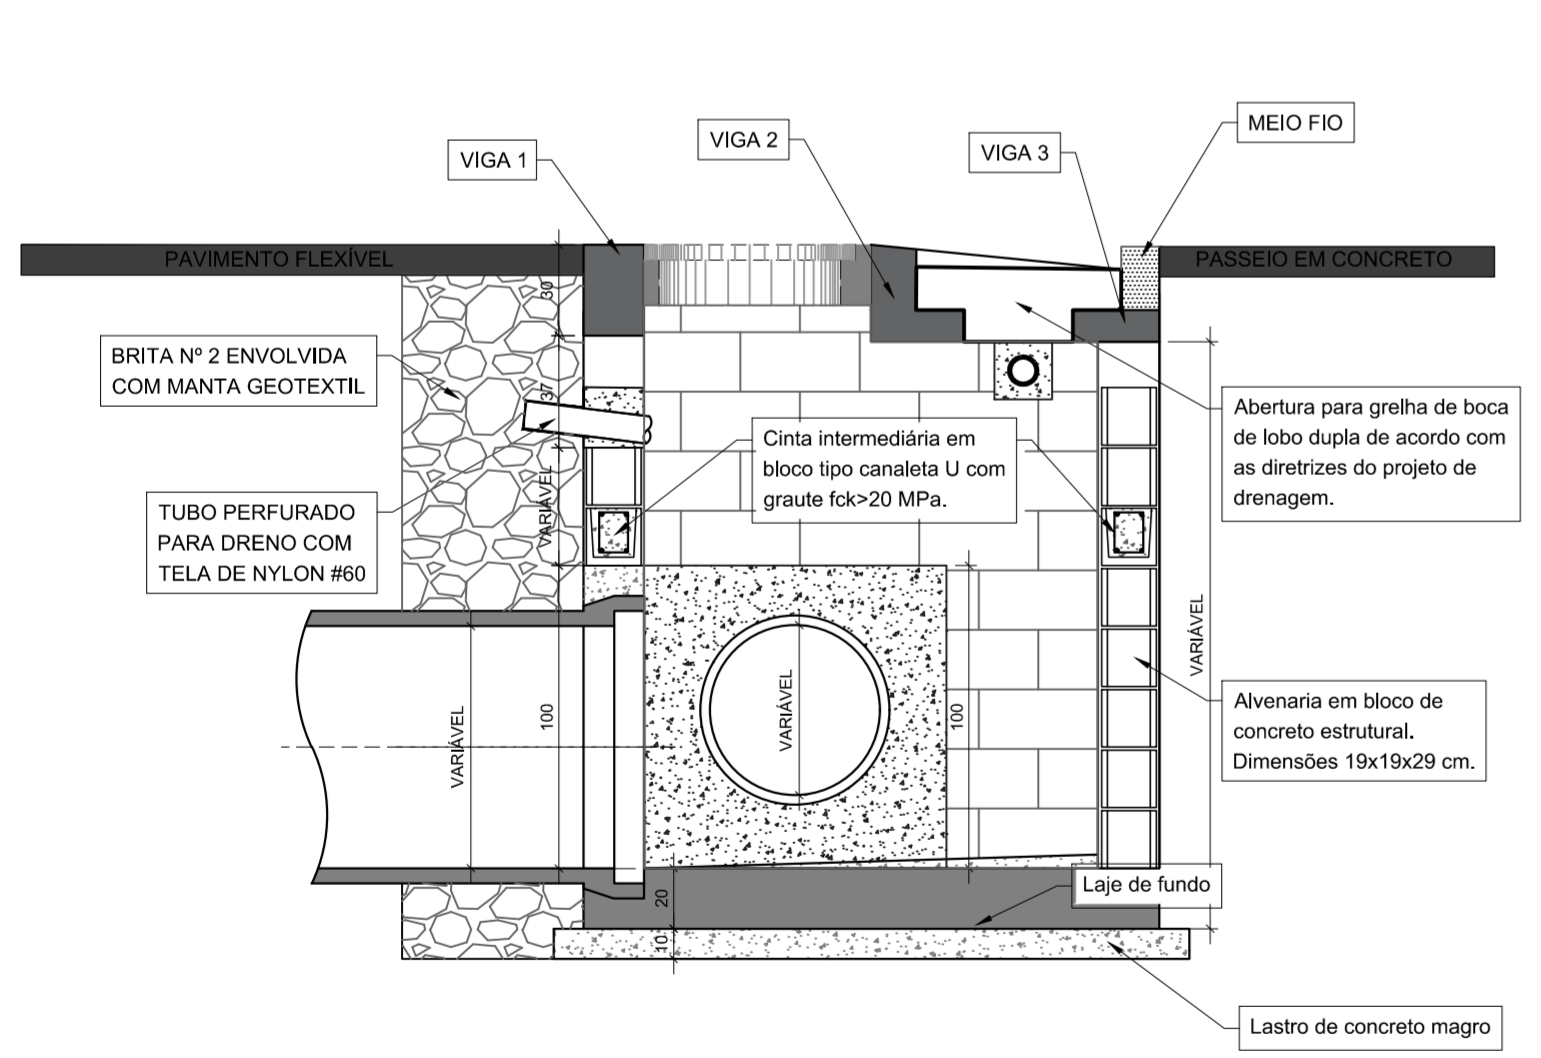 MEIO FIO
VIGA 2
VIGA 1
VIGA 3
PAVIMENTO FLEXÍVEL
PASSEIO EM CONCRETO
30
BRITA Nº 2 ENVOLVIDA
COM MANTA GEOTEXTIL
37
Abertura para grelha de boca
de lobo dupla de acordo com
as diretrizes do projeto de
drenagem.
Cinta intermediária em
bloco tipo canaleta U com
graute fck>20 MPa.
VARIÁVEL
TUBO PERFURADO
PARA DRENO COM
TELA DE NYLON #60
VARIÁVEL
VARIÁVEL
100
VARIÁVEL
100
Alvenaria em bloco de
concreto estrutural.
Dimensões 19x19x29 cm.
Laje de fundo
20
10
Lastro de concreto magro